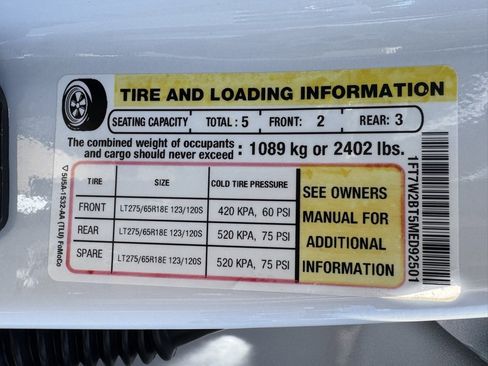 TIRE AND LOADING INFORMATION
SEATING CAPACITY TOTAL : 5 FRONT: 2 REAR: 3
The combined weight of occupants
and cargo should never exceed : 1089 kg or 2402 lbs.
TIRE SIZE COLD TIRE PRESSURE
FRONT LT275/65R18E 123/120S 420 KPA, 60 PSI
REAR LT275/65R18E 123/120S 520 KPA, 75 PSI
SPARE LT275/65R18E 123/120S 520 KPA, 75 PSI
SEE OWNERS
MANUAL FOR
ADDITIONAL
INFORMATION
5U5A-1532-AA (TLU) FoMoCo
1FT7W2BT5MED92501